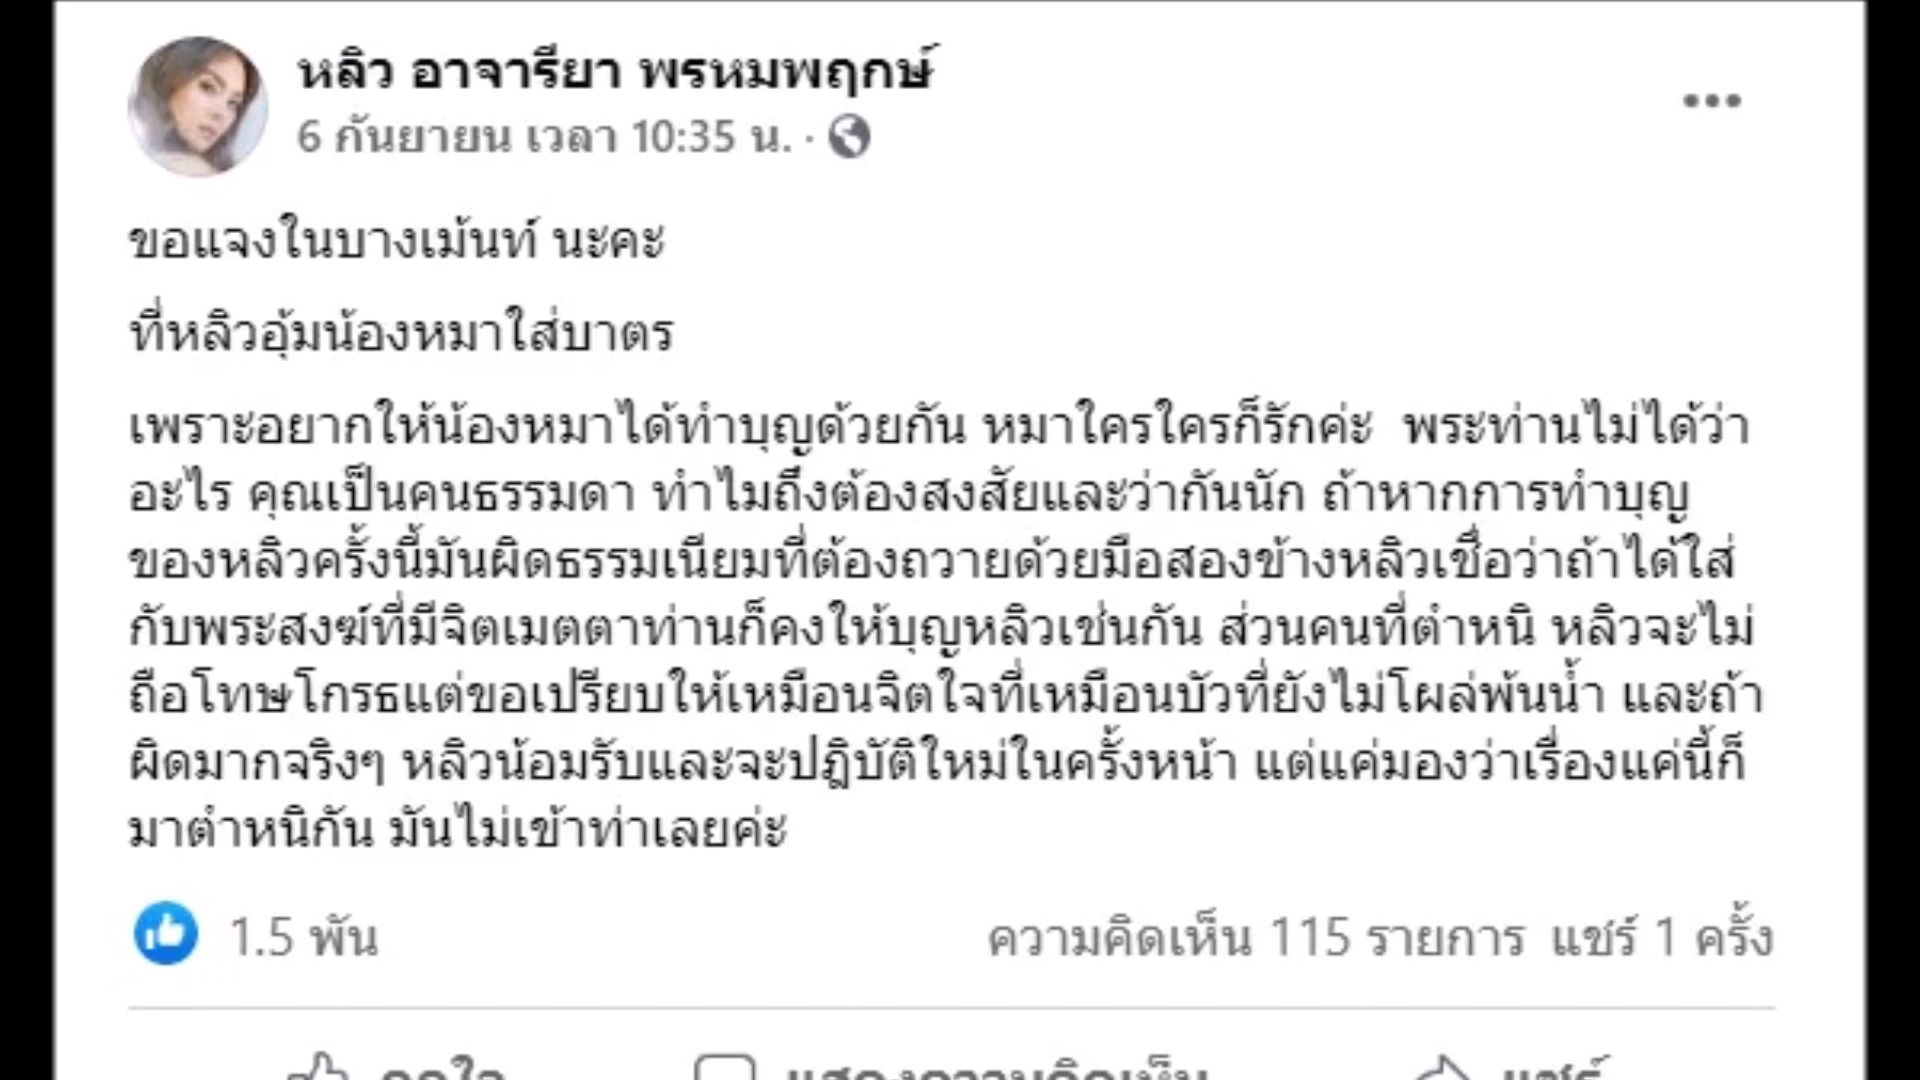 หลิว อาจารียา พรหมพฤกษ์
6 กันยายน เวลา 10:35 น. ·
ขอแจงในบางเม้นท์ นะคะ
ที่หลิวอุ้มน้องหมาใส่บาตร
เพราะอยากให้น้องหมาได้ทำบุญด้วยกัน หมาใครใครก็รักค่ะ พระท่านไม่ได้ว่า
อะไร คุณเป็นคนธรรมดา ทำไมถึงต้องสงสัยและว่ากันนัก ถ้าหากการทำบุญ
ของหลิวครั้งนี้มันผิดธรรมเนียมที่ต้องถวายด้วยมือสองข้างหลิวเชื่อว่าถ้าได้ใส่
กับพระสงฆ์ที่มีจิตเมตตาท่านก็คงให้บุญหลิวเช่นกัน ส่วนคนที่ตำหนิ หลิวจะไม่
ถือโทษโกรธแต่ขอเปรียบให้เหมือนจิตใจที่เหมือนบัวที่ยังไม่โผล่พ้นน้ำ และถ้า
ผิดมากจริงๆ หลิวน้อมรับและจะปฎิบัติใหม่ในครั้งหน้า แต่แค่มองว่าเรื่องแค่นี้ก็
มาตำหนิกัน มันไม่เข้าท่าเลยค่ะ
1.5 พัน
ความคิดเห็น 115 รายการ แชร์ 1 ครั้ง
ถูกใจ แสดงความคิดเห็น แชร์